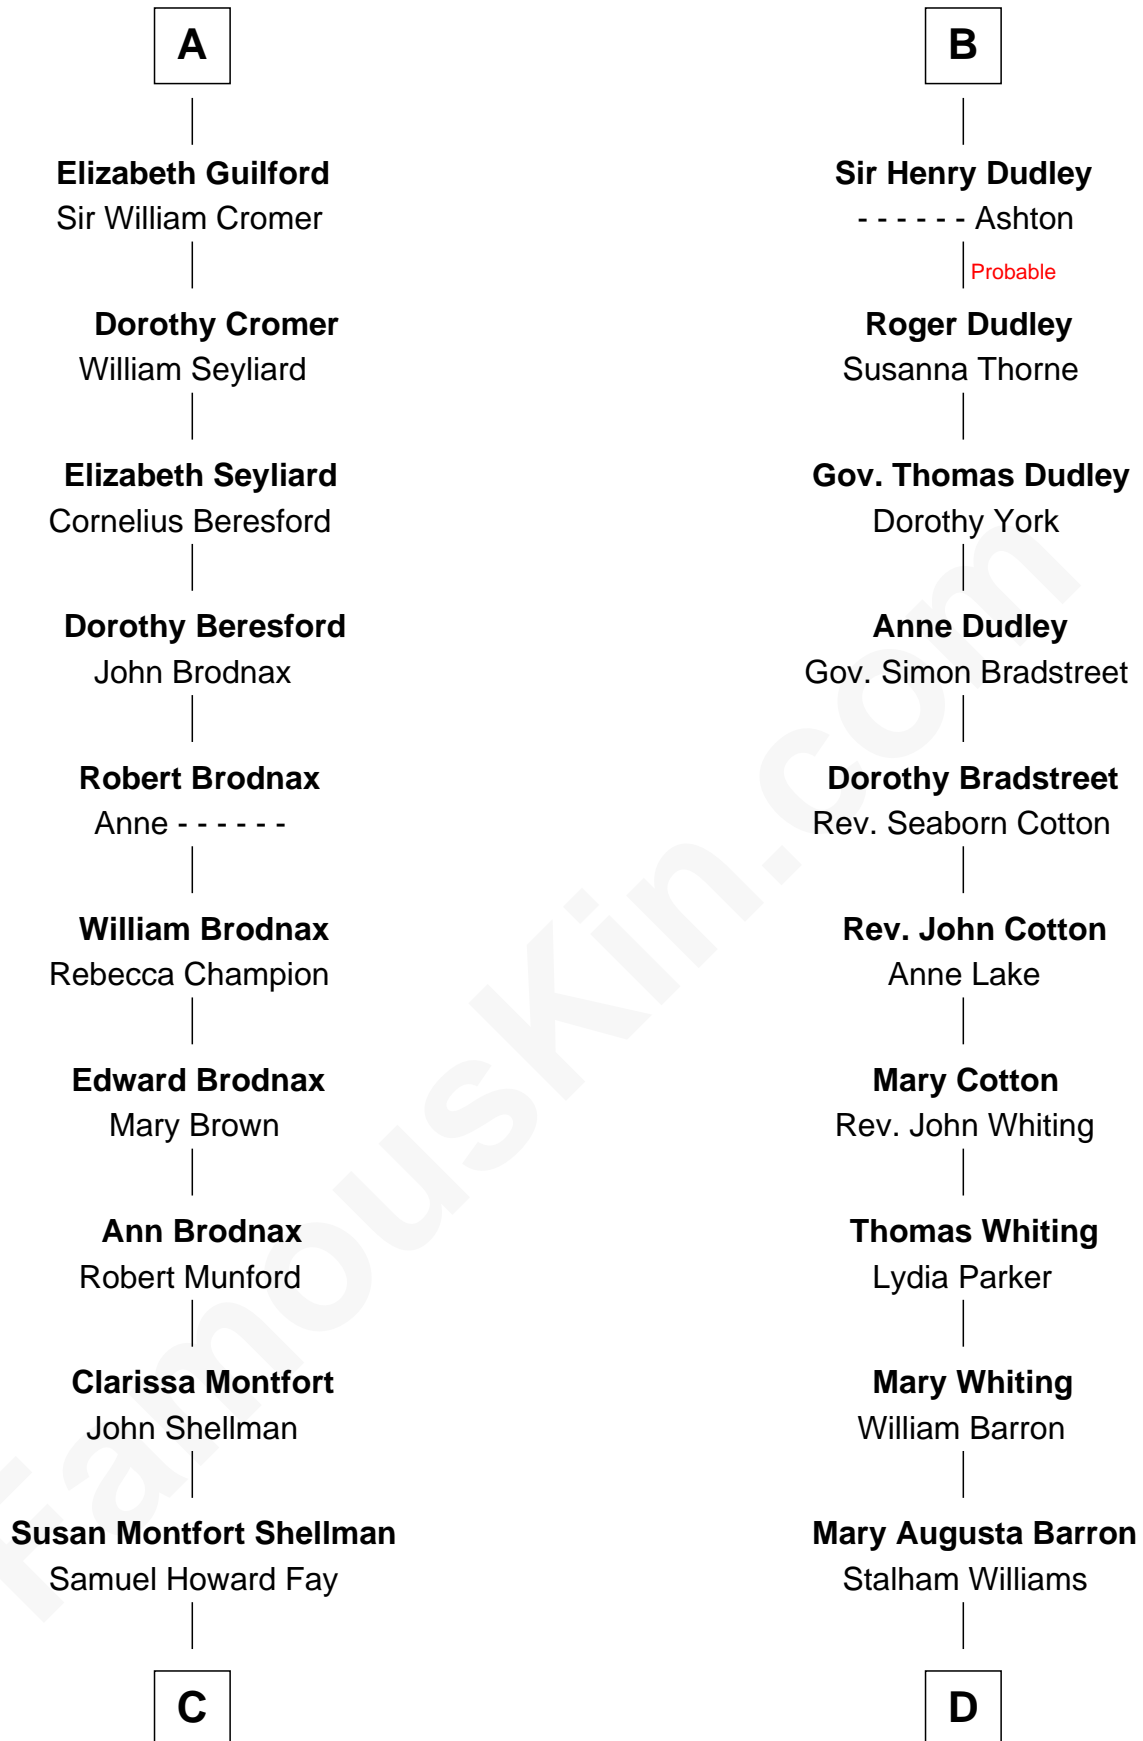 A
Elizabeth Guilford
Sir William Cromer
Dorothy Cromer
William Seyliard
Elizabeth Seyliard
Cornelius Beresford
Dorothy Beresford
John Brodnax
Robert Brodnax
Anne - - - - - -
William Brodnax
Rebecca Champion
Edward Brodnax
Mary Brown
Ann Brodnax
Robert Munford
Clarissa Montfort
John Shellman
Susan Montfort Shellman
Samuel Howard Fay
C
B
Sir Henry Dudley
- - - - - - Ashton
Probable
Roger Dudley
Susanna Thorne
Gov. Thomas Dudley
Dorothy York
Anne Dudley
Gov. Simon Bradstreet
Dorothy Bradstreet
Rev. Seaborn Cotton
Rev. John Cotton
Anne Lake
Mary Cotton
Rev. John Whiting
Thomas Whiting
Lydia Parker
Mary Whiting
William Barron
Mary Augusta Barron
Stalham Williams
D
FamousKin.com